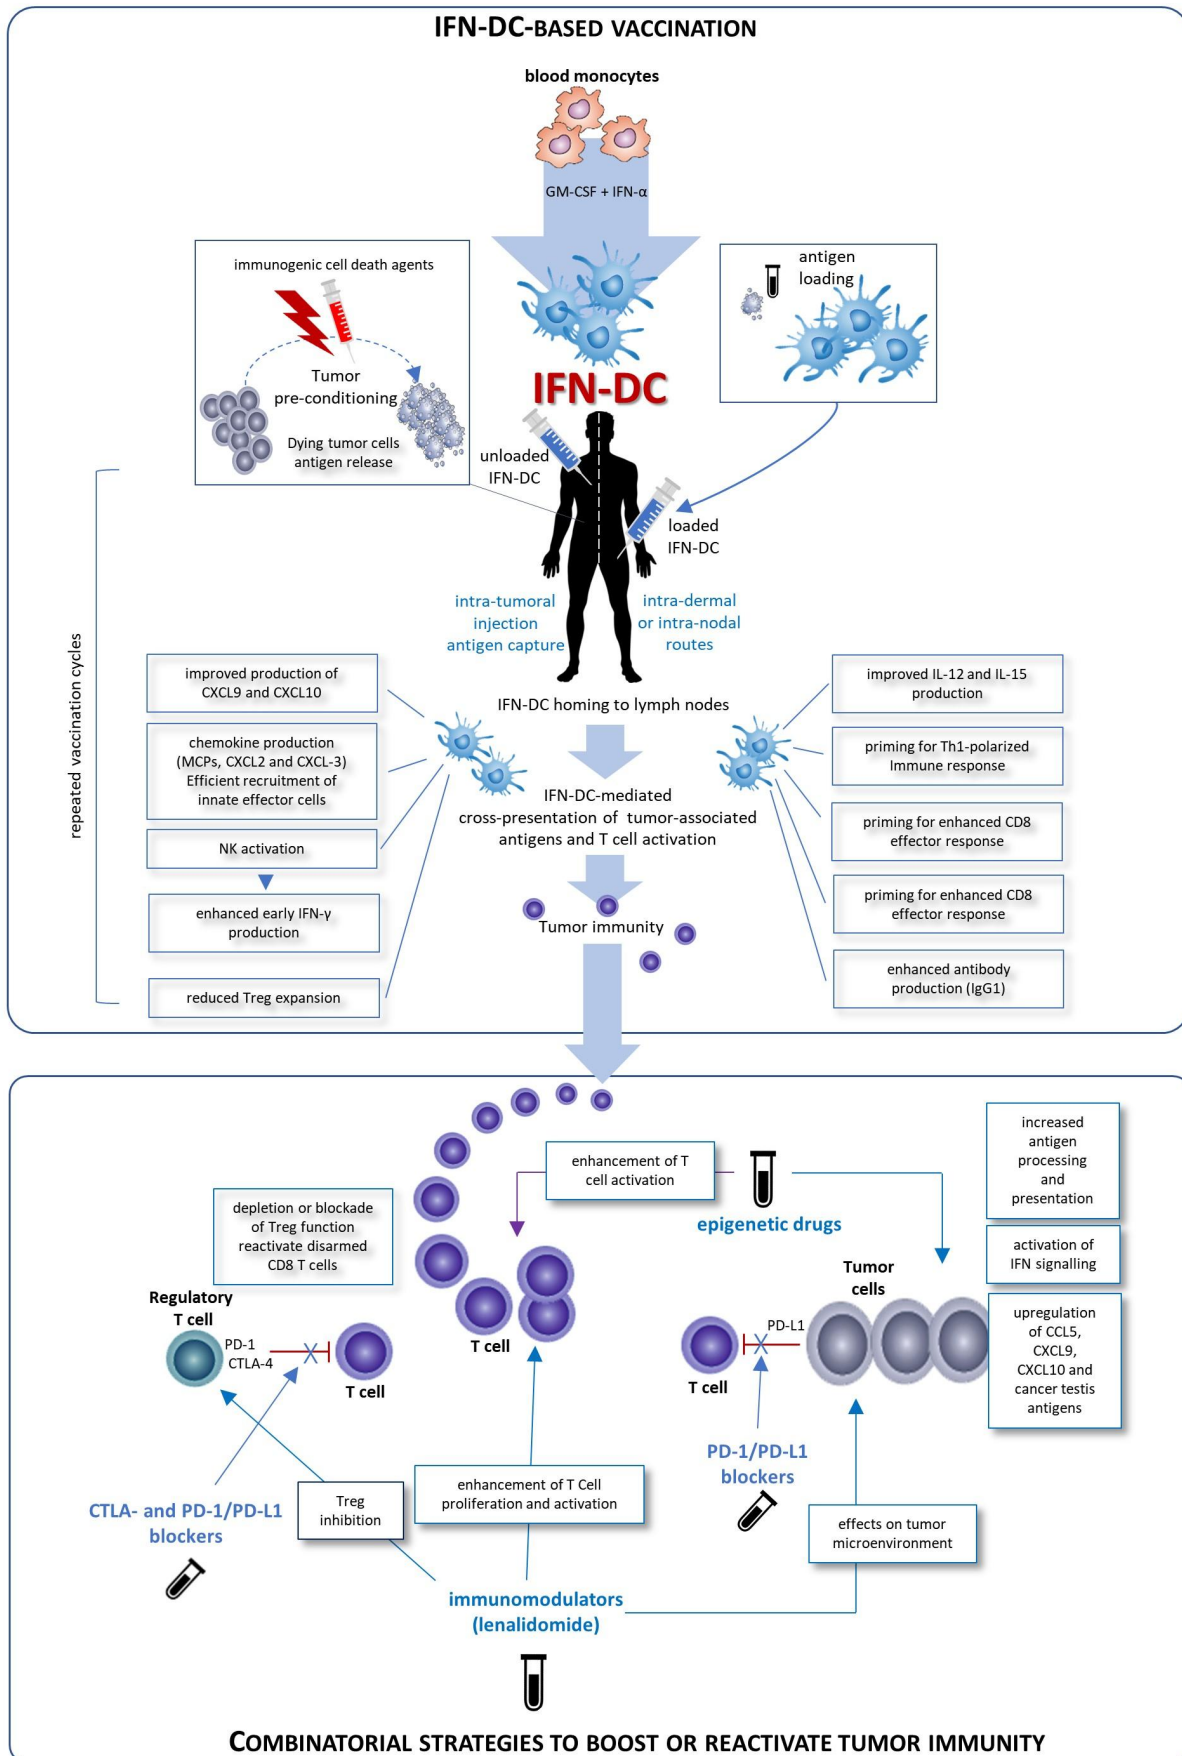 IFN-DC-BASED VACCINATION
blood monocytes
GM-CSF + IFN-α
immunogenic cell death agents
Tumor
pre-conditioning
Dying tumor cells
antigen release
antigen
loading
IFN-DC
unloaded
IFN-DC
loaded
IFN-DC
intra-tumoral
injection
antigen capture
intra-dermal
or intra-nodal
routes
repeated vaccination cycles
improved production of
CXCL9 and CXCL10
chemokine production
(MCPs, CXCL2 and CXCL-3)
Efficient recruitment of
innate effector cells
NK activation
enhanced early IFN-γ
production
reduced Treg expansion
IFN-DC homing to lymph nodes
IFN-DC-mediated
cross-presentation of tumor-associated
antigens and T cell activation
Tumor immunity
improved IL-12 and IL-15
production
priming for Th1-polarized
Immune response
priming for enhanced CD8
effector response
priming for enhanced CD8
effector response
enhanced antibody
production (IgG1)
enhancement of T
cell activation
epigenetic drugs
increased
antigen
processing
and
presentation
activation of
IFN signalling
upregulation
of CCL5,
CXCL9,
CXCL10 and
cancer testis
antigens
depletion or blockade
of Treg function
reactivate disarmed
CD8 T cells
Regulatory
T cell
PD-1
CTLA-4
T cell
T cell
Tumor
cells
PD-L1
T cell
PD-1/PD-L1
blockers
CTLA- and PD-1/PD-L1
blockers
Treg
inhibition
enhancement of T Cell
proliferation and activation
effects on tumor
microenvironment
immunomodulators
(lenalidomide)
COMBINATORIAL STRATEGIES TO BOOST OR REACTIVATE TUMOR IMMUNITY